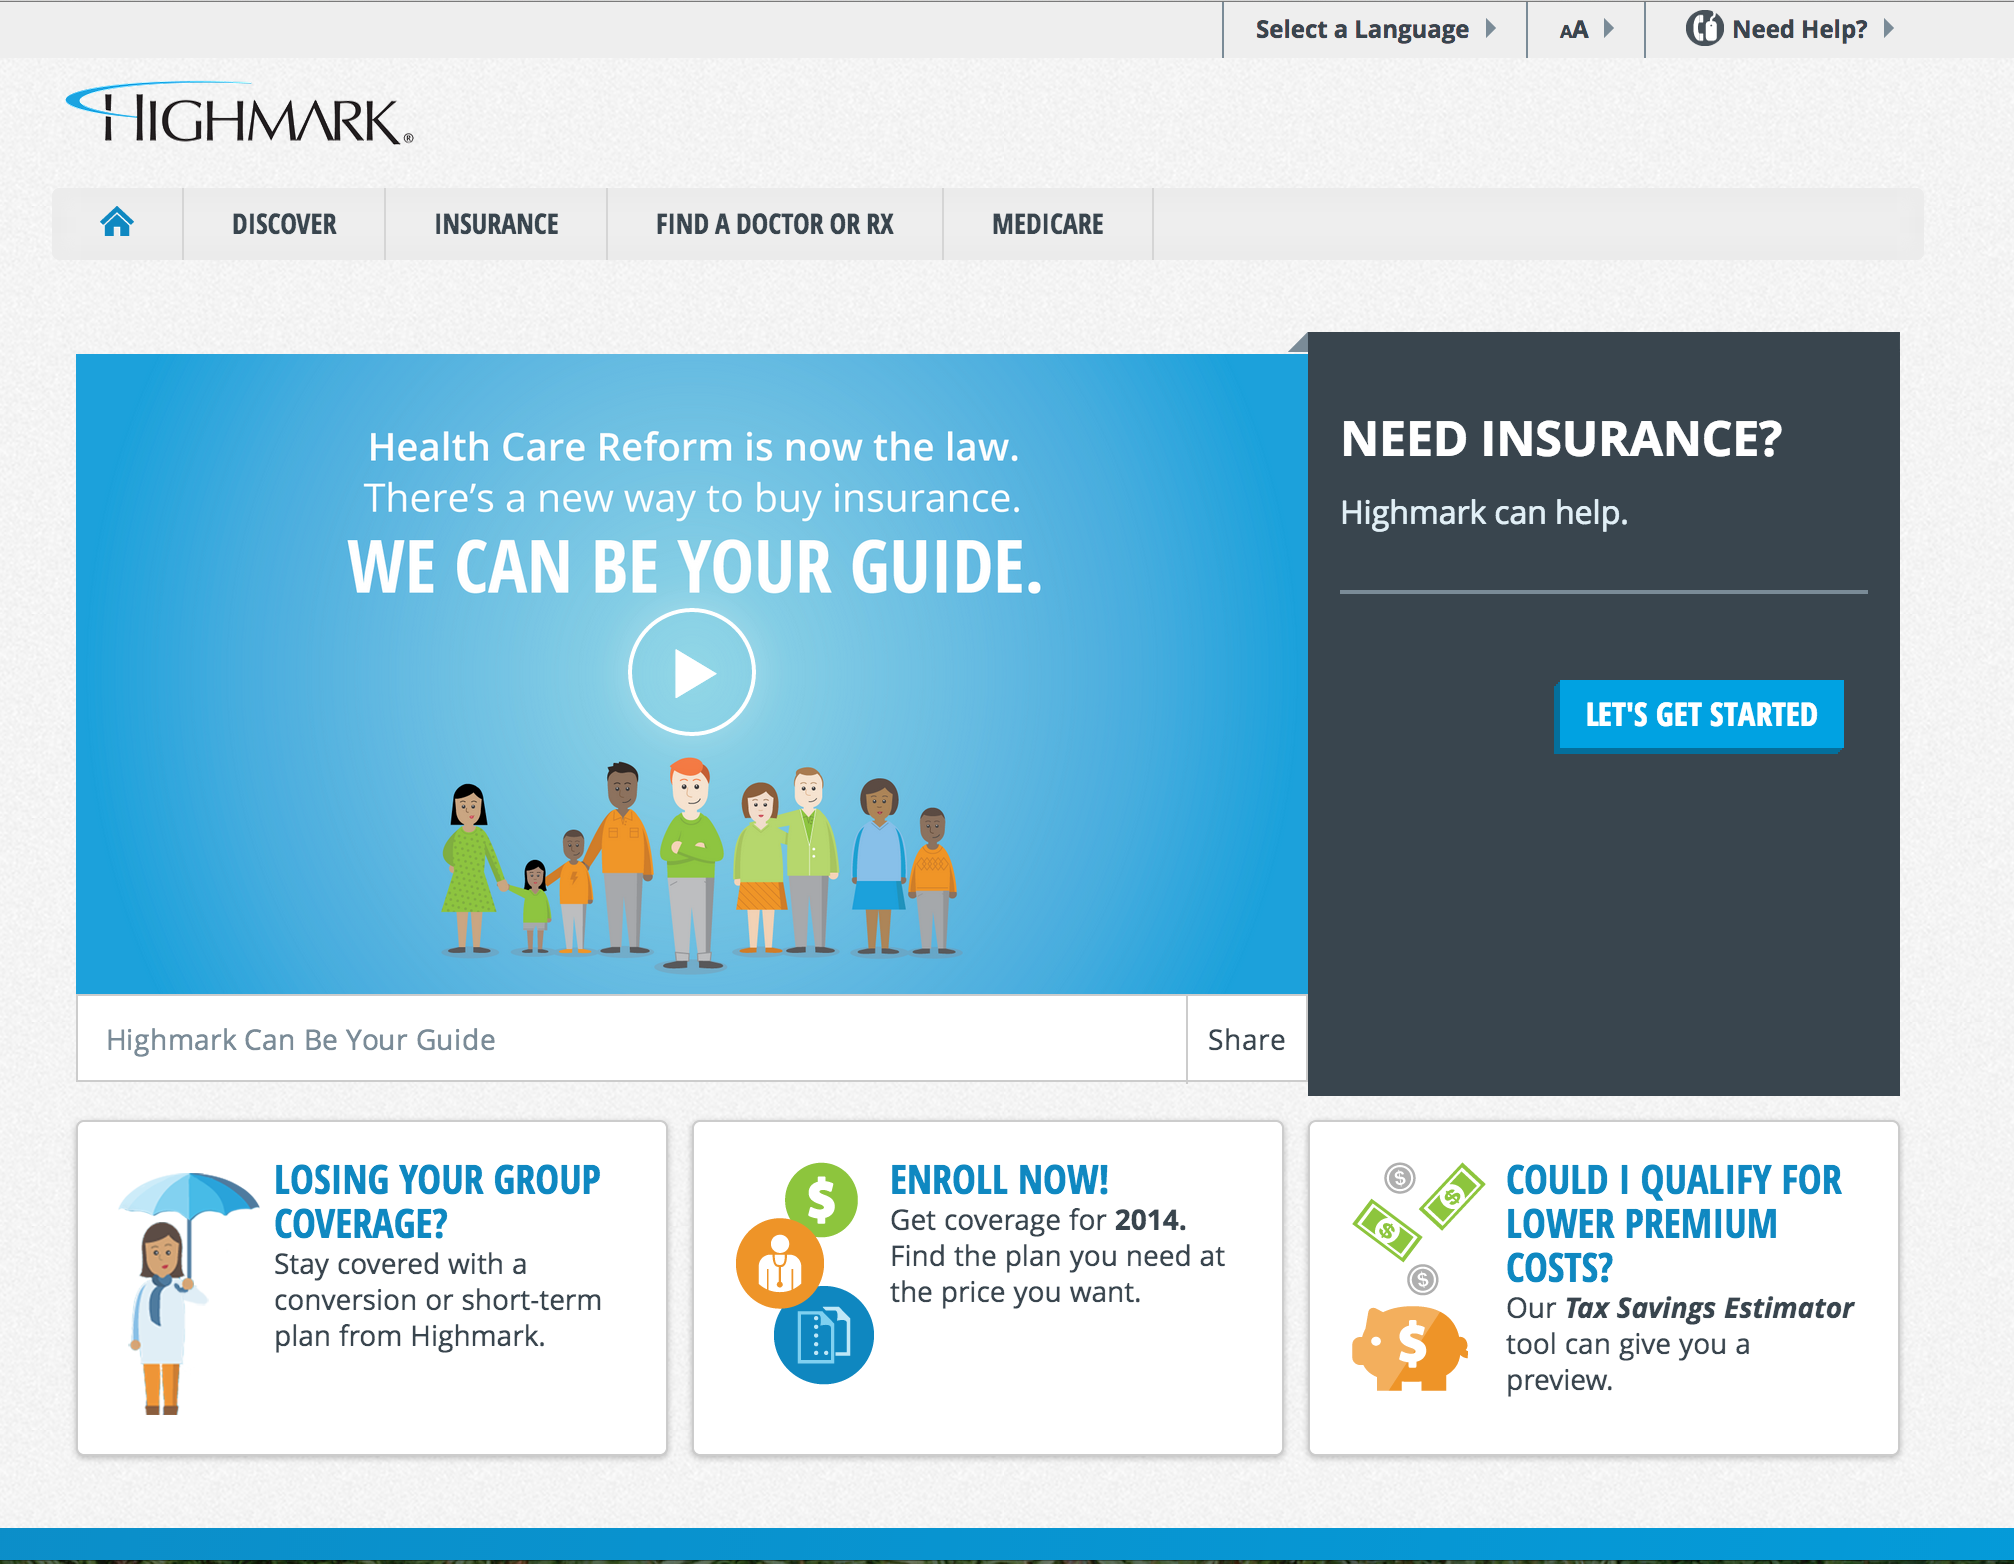 Select a Language
AA
Need Help?
HIGHMARK®
DISCOVER
INSURANCE
FIND A DOCTOR OR RX
MEDICARE
Health Care Reform is now the law.
There's a new way to buy insurance.
WE CAN BE YOUR GUIDE.
Highmark Can Be Your Guide
Share
NEED INSURANCE?
Highmark can help.
LET'S GET STARTED
LOSING YOUR GROUP
COVERAGE?
Stay covered with a
conversion or short-term
plan from Highmark.
$
ENROLL NOW!
Get coverage for 2014.
Find the plan you need at
the price you want.
$
$
$
$
$
COULD I QUALIFY FOR
LOWER PREMIUM
COSTS?
Our Tax Savings Estimator
tool can give you a
preview.